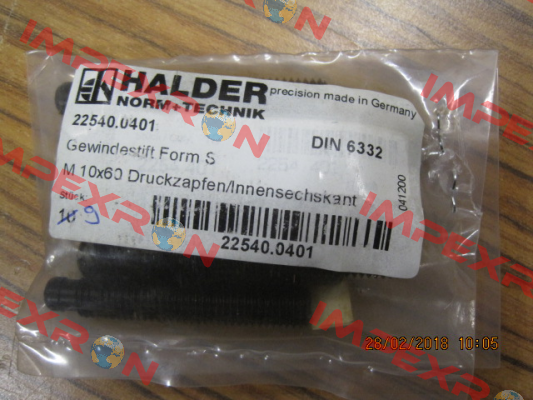 HALDER
NORM+TECHNIK
precision made in Germany
22540.0401
DIN 6332
Gewindestift Form S
M 10x60 Druckzapfen/Innensechskant
Stück:
10 9
041200
22540.0401
28/02/2018 10:05
IMPEXRON